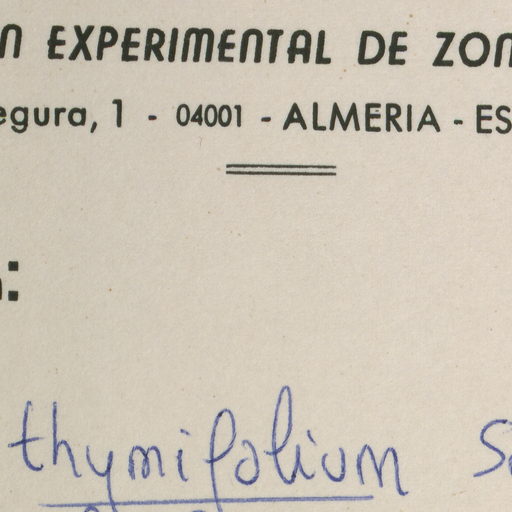 N EXPERIMENTAL DE ZON
egura, 1 - 04001 - ALMERIA - ES
:
thymifolium S